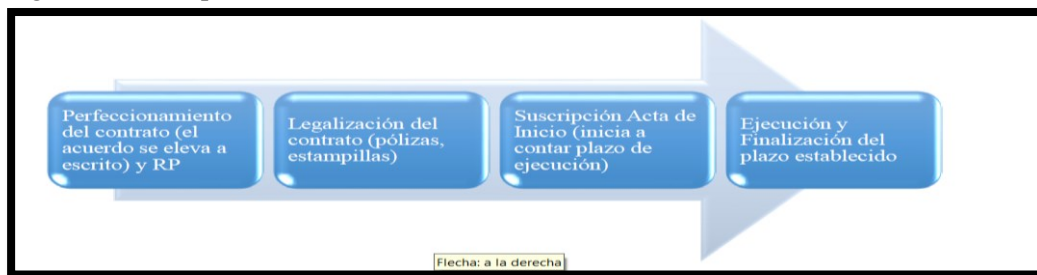 Perfeccionamiento
del contrato (el
acuerdo se eleva a
escrito) y RP
Legalización del
contrato (pólizas,
estampillas)
Suscripción Acta de
Inicio (inicia a
contar plazo de
ejecución)
Ejecución y
Finalización del
plazo establecido
Flecha: a la derecha